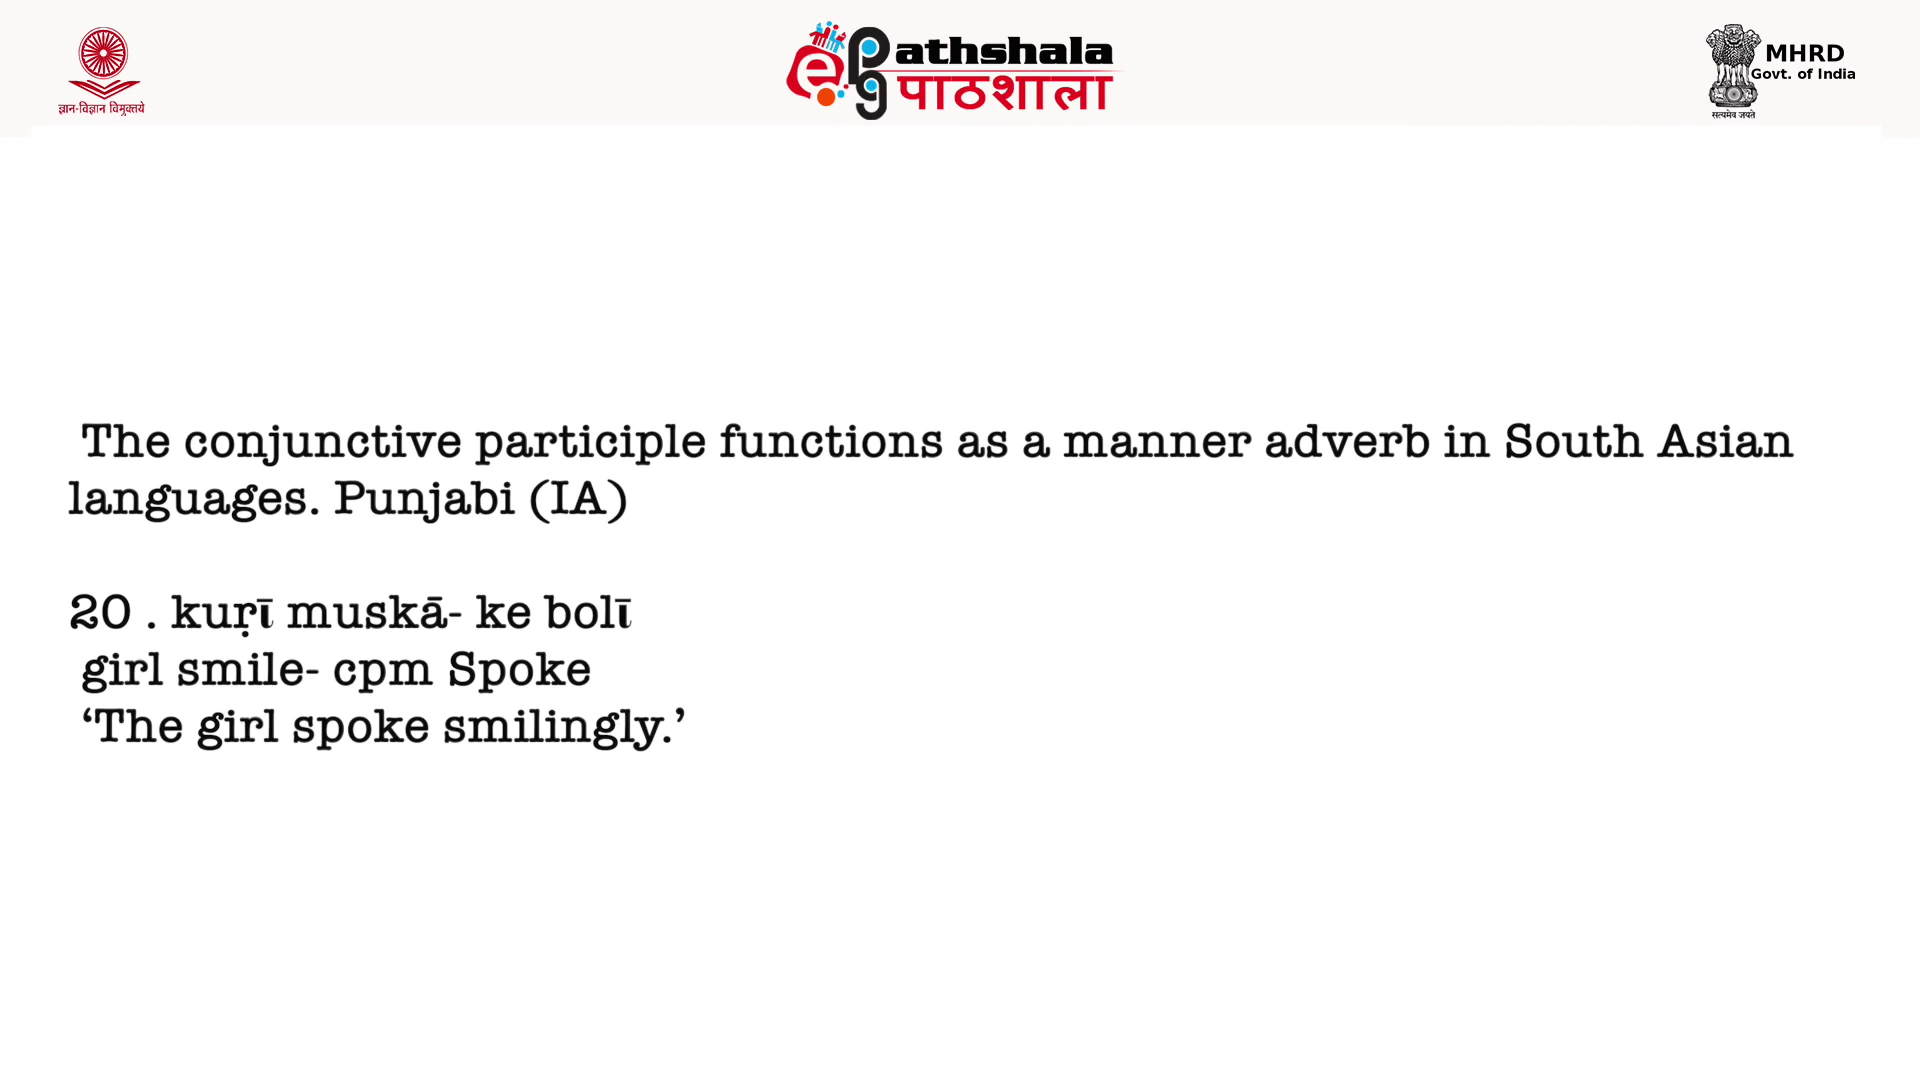 ज्ञान-विज्ञान विमुक्तये
e Pathshala
पाठशाला
MHRD
Govt. of India
सत्यमेव जयते
The conjunctive participle functions as a manner adverb in South Asian
languages. Punjabi (IA)
20 . kuṛī muskā- ke bolī
girl smile- cpm Spoke
‘The girl spoke smilingly.’